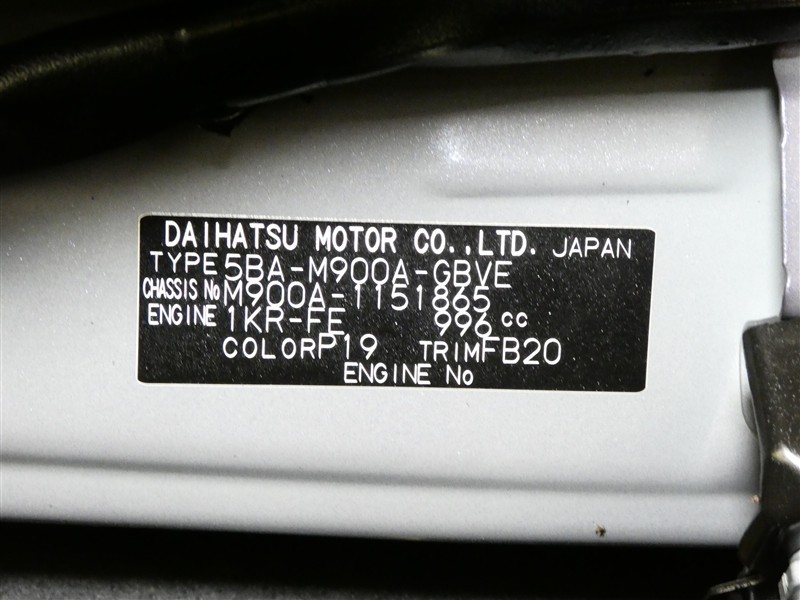 DAIHATSU MOTOR CO.,LTD. JAPAN
TYPE 5BA-M900A-GBVE
CHASSIS No M900A-1151865
ENGINE 1KR-FE 996 cc
COLOR P19 TRIM FB20
ENGINE No